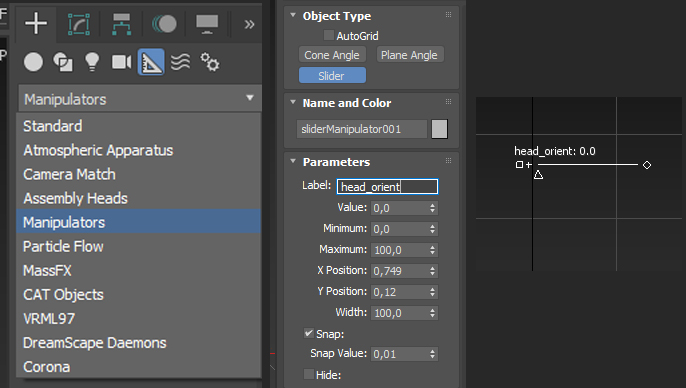 F
P
»
Manipulators
Standard
Atmospheric Apparatus
Camera Match
Assembly Heads
Manipulators
Particle Flow
MassFX
CAT Objects
VRML97
DreamScape Daemons
Corona
Object Type
AutoGrid
Cone Angle Plane Angle
Slider
Name and Color
sliderManipulator001
Parameters
Label: head_orient
Value: 0,0
Minimum: 0,0
Maximum: 100,0
X Position: 0,749
Y Position: 0,12
Width: 100,0
Snap:
Snap Value: 0,01
Hide:
head_orient: 0.0